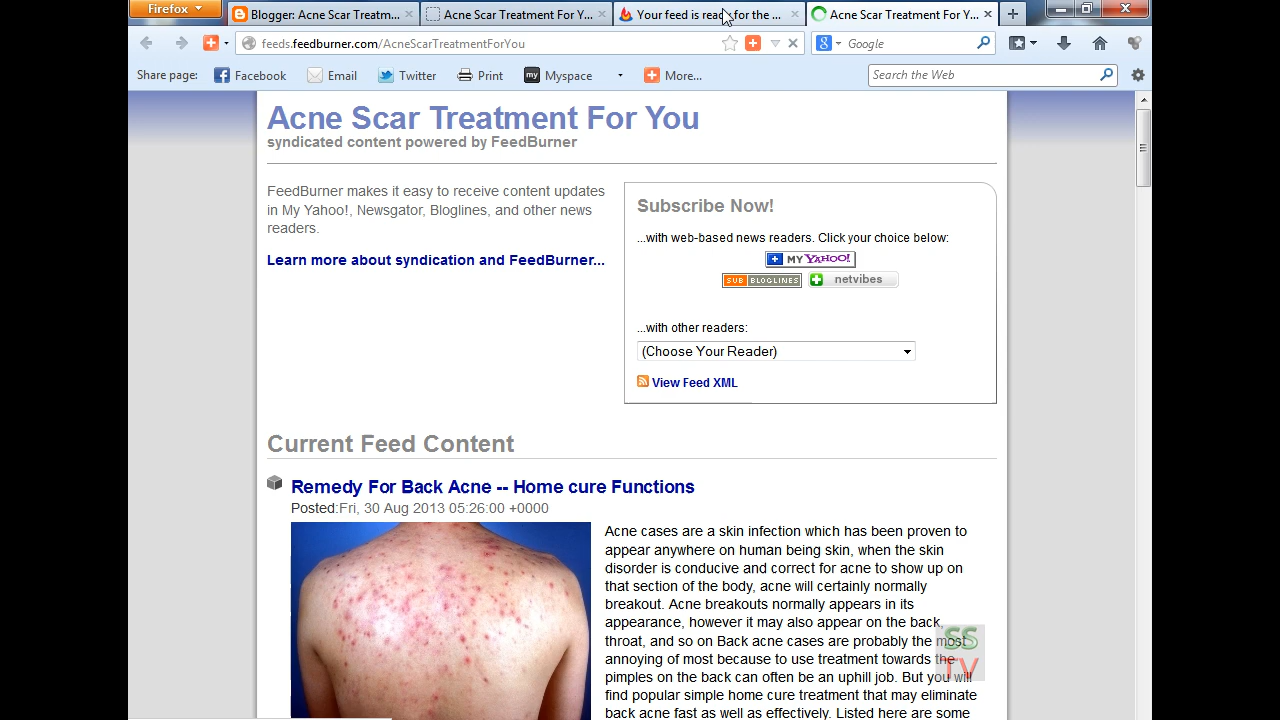 Firefox
Blogger: Acne Scar Treatm...
Acne Scar Treatment For Y...
Your feed is ready for the ...
Acne Scar Treatment For Y...
feeds.feedburner.com/AcneScarTreatmentForYou
Google
Share page:
Facebook
Email
Twitter
Print
my
Myspace
More...
Search the Web
Acne Scar Treatment For You
syndicated content powered by FeedBurner
FeedBurner makes it easy to receive content updates
in My Yahoo!, Newsgator, Bloglines, and other news
readers.
Learn more about syndication and FeedBurner...
Subscribe Now!
...with web-based news readers. Click your choice below:
MY YAHOO!
SUB BLOGLINES
netvibes
...with other readers:
(Choose Your Reader)
View Feed XML
Current Feed Content
Remedy For Back Acne -- Home cure Functions
Posted:Fri, 30 Aug 2013 05:26:00 +0000
Acne cases are a skin infection which has been proven to
appear anywhere on human being skin, when the skin
disorder is conducive and correct for acne to show up on
that section of the body, acne will certainly normally
breakout. Acne breakouts normally appears in its
appearance, however it may also appear on the back,
throat, and so on Back acne cases are probably the most
annoying of most because to use treatment towards the
pimples on the back can often be an uphill job. But you will
find popular simple home cure treatment that may eliminate
back acne fast as well as effectively. Listed here are some
SS
TV